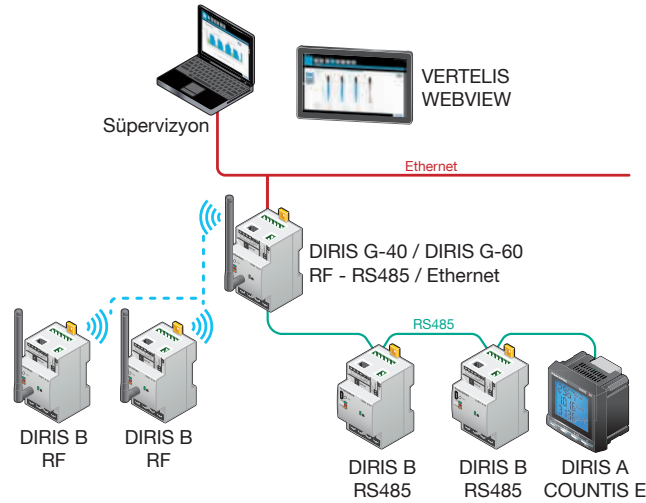 VERTELIS
WEBVIEW
Süpervizyon
Ethernet
DIRIS G-40 / DIRIS G-60
RF - RS485 / Ethernet
RS485
DIRIS B
RF
DIRIS B
RF
DIRIS B
RS485
DIRIS B
RS485
DIRIS A
COUNTIS E